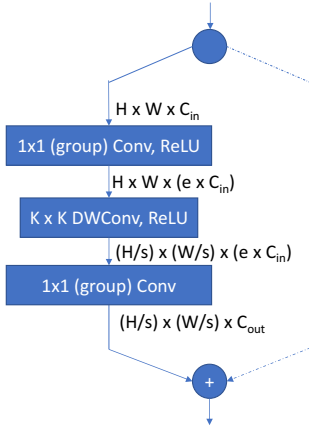 H x W x C_in
1x1 (group) Conv, ReLU
H x W x (e x C_in)
K x K DWConv, ReLU
(H/s) x (W/s) x (e x C_in)
1x1 (group) Conv
(H/s) x (W/s) x C_out
+